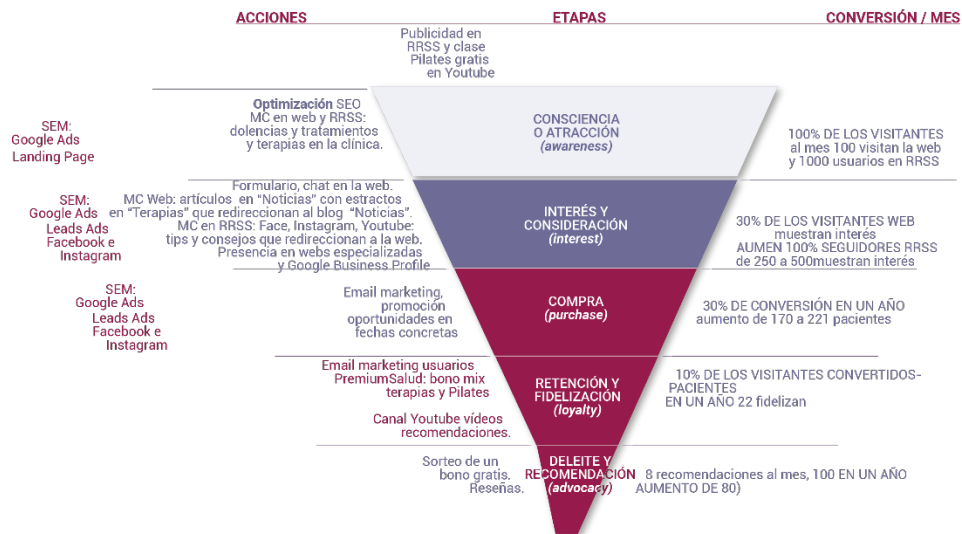 ACCIONES
ETAPAS
CONVERSIÓN / MES
Publicidad en
RRSS y clase
Pilates gratis
en Youtube
SEM:
Google Ads
Landing Page
Optimización SEO
MC en web y RRSS:
dolencias y tratamientos
y terapias en la clínica.
CONSCIENCIA
O ATRACCIÓN
(awareness)
100% DE LOS VISITANTES
al mes 100 visitan la web
y 1000 usuarios en RRSS
SEM:
Google Ads
Leads Ads
Facebook e
Instagram
Formulario, chat en la web.
MC Web: artículos en "Noticias" con estractos
en "Terapias" que redireccionan al blog "Noticias".
MC en RRSS: Face, Instagram, Youtube:
tips y consejos que redireccionan a la web.
Presencia en webs especializadas
y Google Business Profile
INTERÉS Y
CONSIDERACIÓN
(interest)
30% DE LOS VISITANTES WEB
muestran interés
AUMEN 100% SEGUIDORES RRSS
de 250 a 500muestran interés
SEM:
Google Ads
Leads Ads
Facebook e
Instagram
Email marketing,
promoción
oportunidades en
fechas concretas
COMPRA
(purchase)
30% DE CONVERSIÓN EN UN AÑO
aumento de 170 a 221 pacientes
Email marketing usuarios
PremiumSalud: bono mix
terapias y Pilates
Canal Youtube vídeos
recomendaciones.
RETENCIÓN Y
FIDELIZACIÓN
(loyalty)
10% DE LOS VISITANTES CONVERTIDOS-
PACIENTES
EN UN AÑO 22 fidelizan
Sorteo de un
bono gratis.
Reseñas.
DELEITE Y
RECOMENDACIÓN
(advocacy)
8 recomendaciones al mes, 100 EN UN AÑO
AUMENTO DE 80)